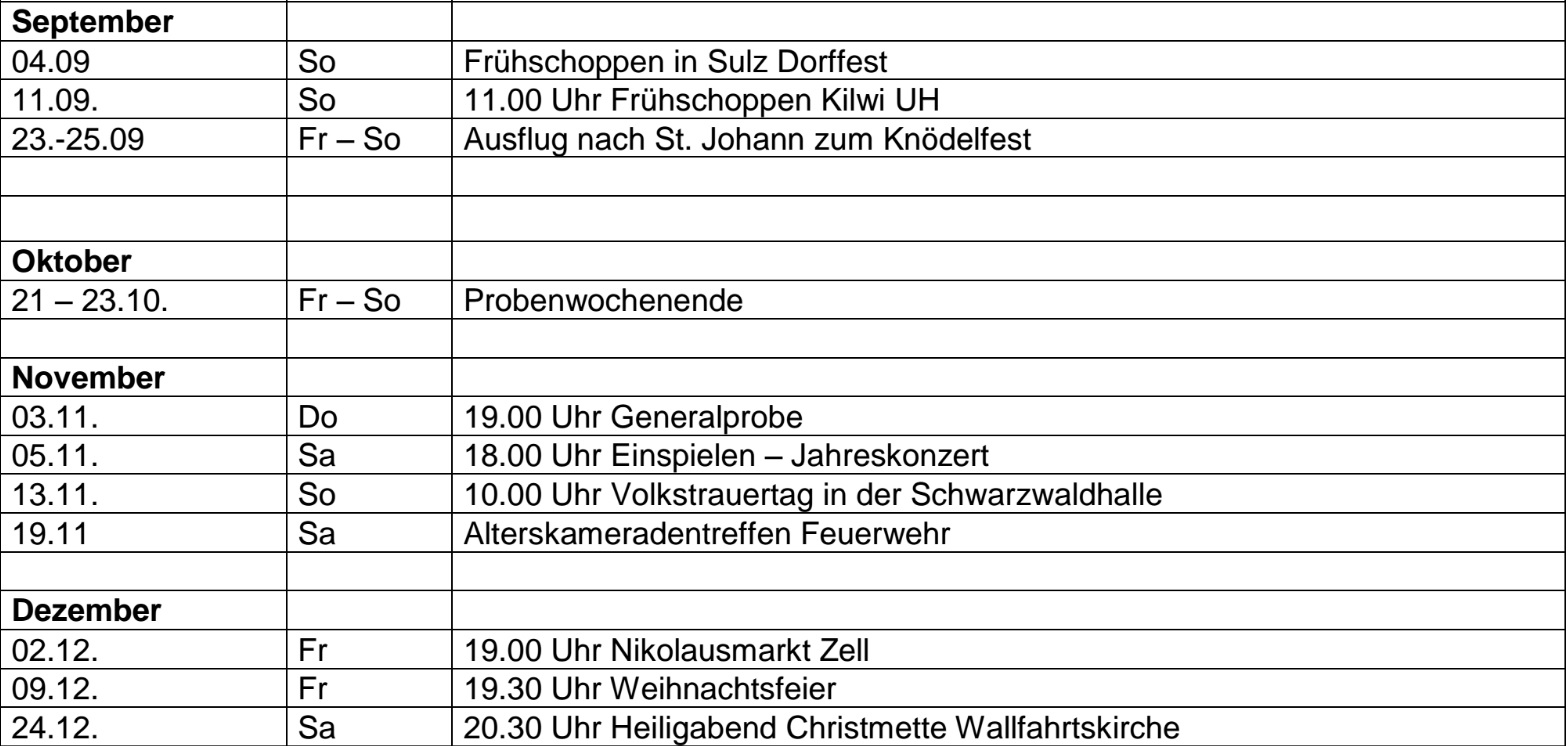 September
04.09 So Frühschoppen in Sulz Dorffest
11.09. So 11.00 Uhr Frühschoppen Kilwi UH
23.-25.09 Fr – So Ausflug nach St. Johann zum Knödelfest
Oktober
21 – 23.10. Fr – So Probenwochenende
November
03.11. Do 19.00 Uhr Generalprobe
05.11. Sa 18.00 Uhr Einspielen – Jahreskonzert
13.11. So 10.00 Uhr Volkstrauertag in der Schwarzwaldhalle
19.11 Sa Alterskameradentreffen Feuerwehr
Dezember
02.12. Fr 19.00 Uhr Nikolausmarkt Zell
09.12. Fr 19.30 Uhr Weihnachtsfeier
24.12. Sa 20.30 Uhr Heiligabend Christmette Wallfahrtskirche